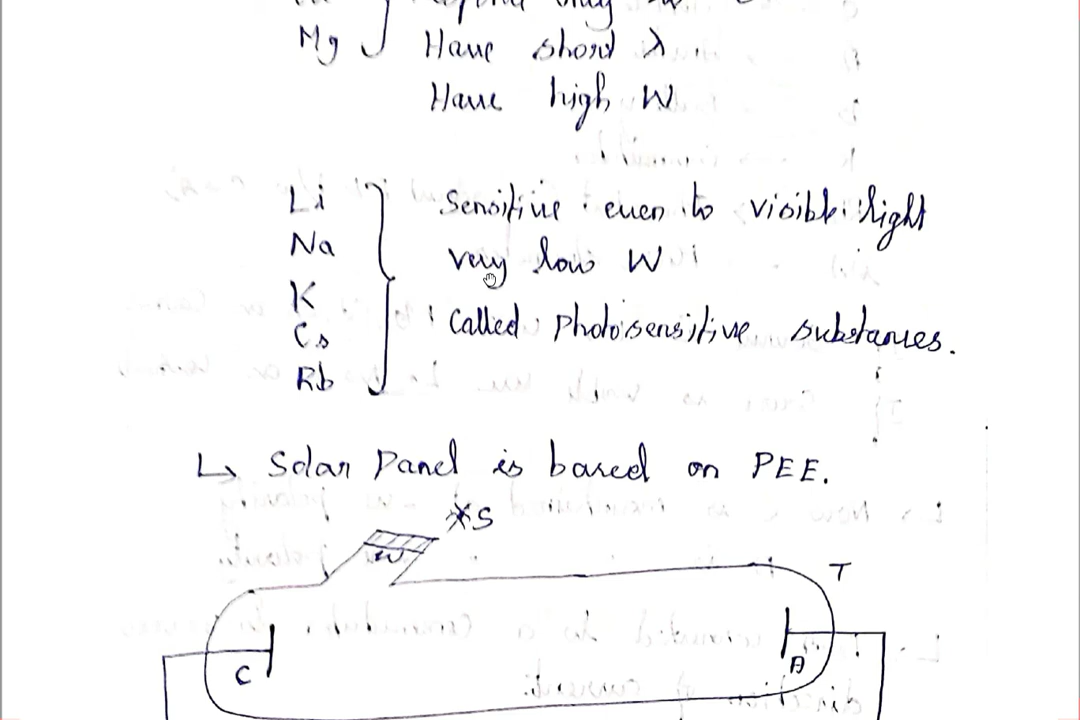 Mg Have short λ.
Have high W
Li Sensitive even to visible light
Na very low W
K
Called Photosensitive substances.
Cs
Rb
↳ Solar Panel is based on PEE.
*S
W
T
C
A